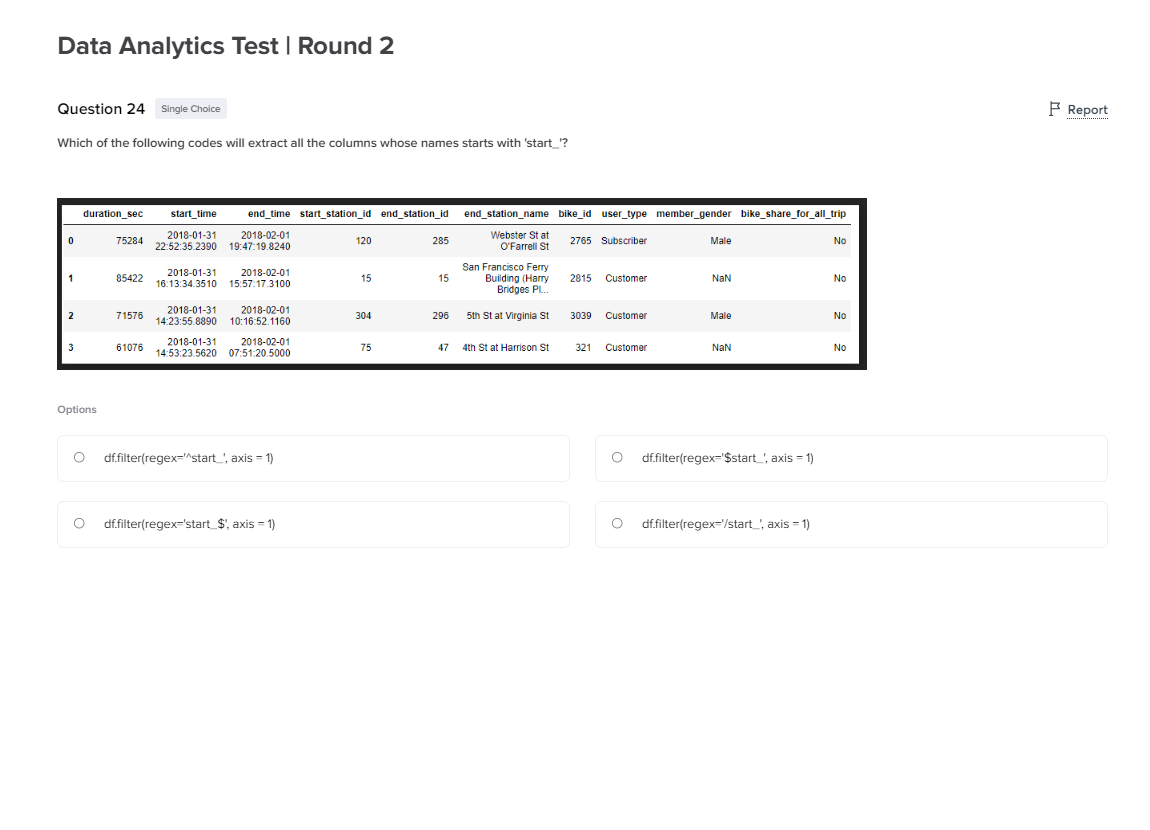 Data Analytics Test | Round 2
Question 24 Single Choice Report
Which of the following codes will extract all the columns whose names starts with 'start_'?
duration_sec start_time end_time start_station_id end_station_id end_station_name bike_id user_type member_gender bike_share_for_all_trip
0 75284 2018-01-31 22:52:35.2390 2018-02-01 19:47:19.8240 120 285 Webster St at O'Farrell St 2765 Subscriber Male No
1 85422 2018-01-31 16:13:34.3510 2018-02-01 15:57:17.3100 15 15 San Francisco Ferry Building (Harry Bridges Pl... 2815 Customer NaN No
2 71576 2018-01-31 14:23:55.8890 2018-02-01 10:16:52.1160 304 296 5th St at Virginia St 3039 Customer Male No
3 61076 2018-01-31 14:53:23.5620 2018-02-01 07:51:20.5000 75 47 4th St at Harrison St 321 Customer NaN No
Options
df.filter(regex='^start_', axis = 1)
df.filter(regex='$start_', axis = 1)
df.filter(regex='start_$', axis = 1)
df.filter(regex='/start_', axis = 1)